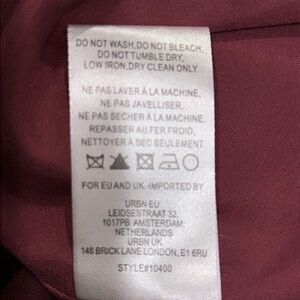 DO NOT WASH,DO NOT BLEACH,
DO NOT TUMBLE DRY,
LOW IRON,DRY CLEAN ONLY
NE PAS LAVER À LA MACHINE,
NE PAS JAVELLISER,
NE PAS SECHER À LA MACHINE,
REPASSER AU FER FROID,
NETTOYER À SEC SEULEMENT
FOR EU AND UK: IMPORTED BY
URBN EU
LEIDSESTRAAT 32,
1017PB AMSTERDAM,
NETHERLANDS
URBN UK,
146 BRICK LANE LONDON, E1 6RU
STYLE#10400